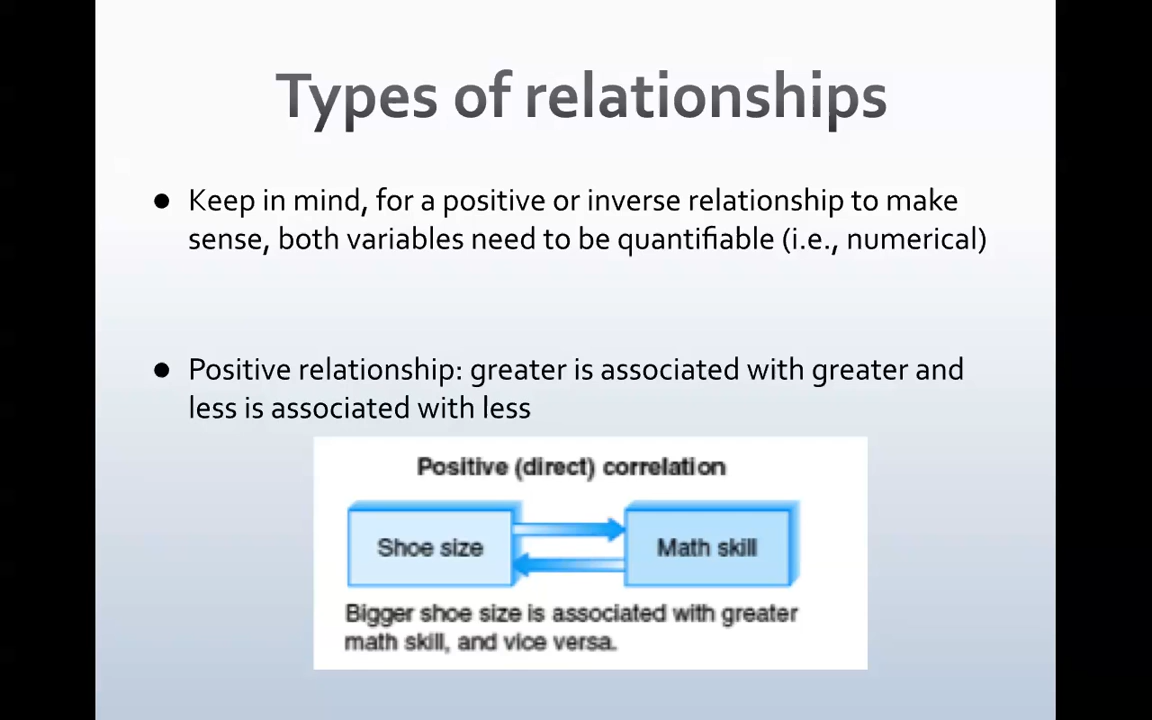 Types of relationships
● Keep in mind, for a positive or inverse relationship to make
sense, both variables need to be quantifiable (i.e., numerical)
● Positive relationship: greater is associated with greater and
less is associated with less
Positive (direct) correlation
Shoe size
Math skill
Bigger shoe size is associated with greater
math skill, and vice versa.